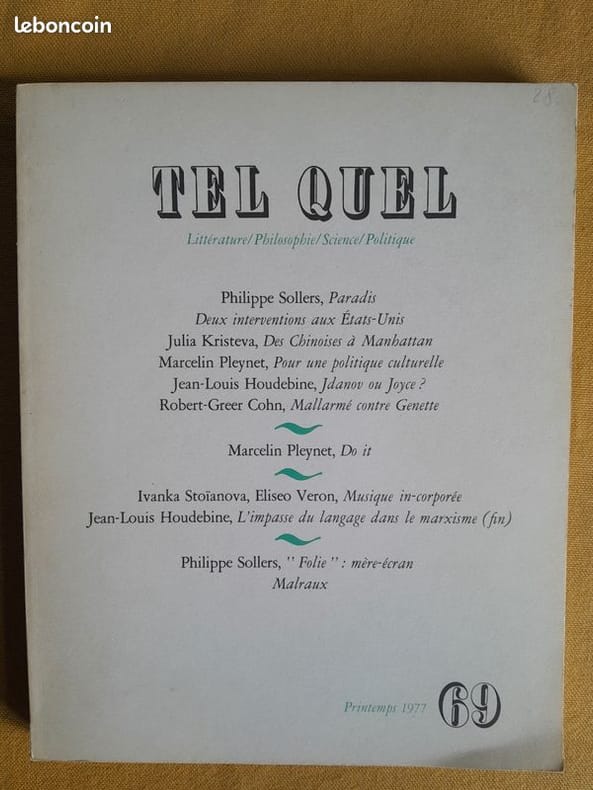 leboncoin
28.
TEL QUEL
Littérature/Philosophie/Science/Politique
Philippe Sollers, Paradis
Deux interventions aux États-Unis
Julia Kristeva, Des Chinoises à Manhattan
Marcelin Pleynet, Pour une politique culturelle
Jean-Louis Houdebine, Jdanov ou Joyce ?
Robert-Greer Cohn, Mallarmé contre Genette
Marcelin Pleynet, Do it
Ivanka Stoïanova, Eliseo Veron, Musique in-corporée
Jean-Louis Houdebine, L'impasse du langage dans le marxisme (fin)
Philippe Sollers, " Folie " : mère-écran
Malraux
Printemps 1977 69